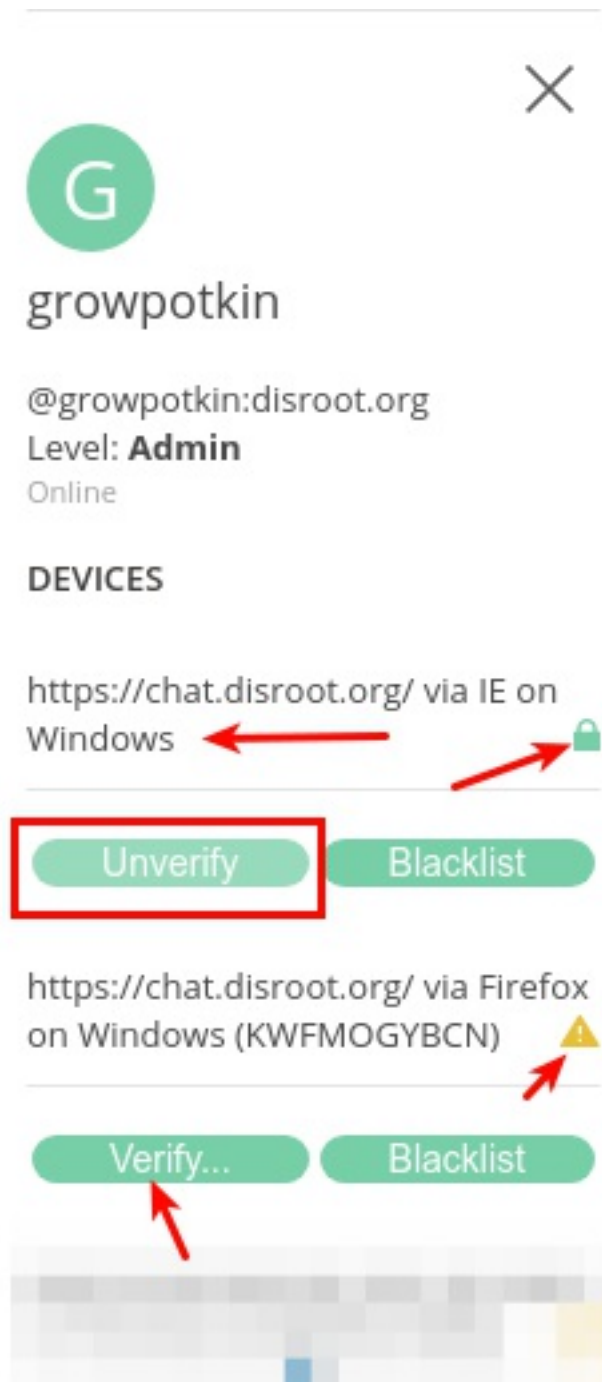 G
growpotkin
@growpotkin:disroot.org
Level: Admin
Online
DEVICES
https://chat.disroot.org/ via IE on
Windows
Unverify Blacklist
https://chat.disroot.org/ via Firefox
on Windows (KWFMOGYBCN)
Verify... Blacklist